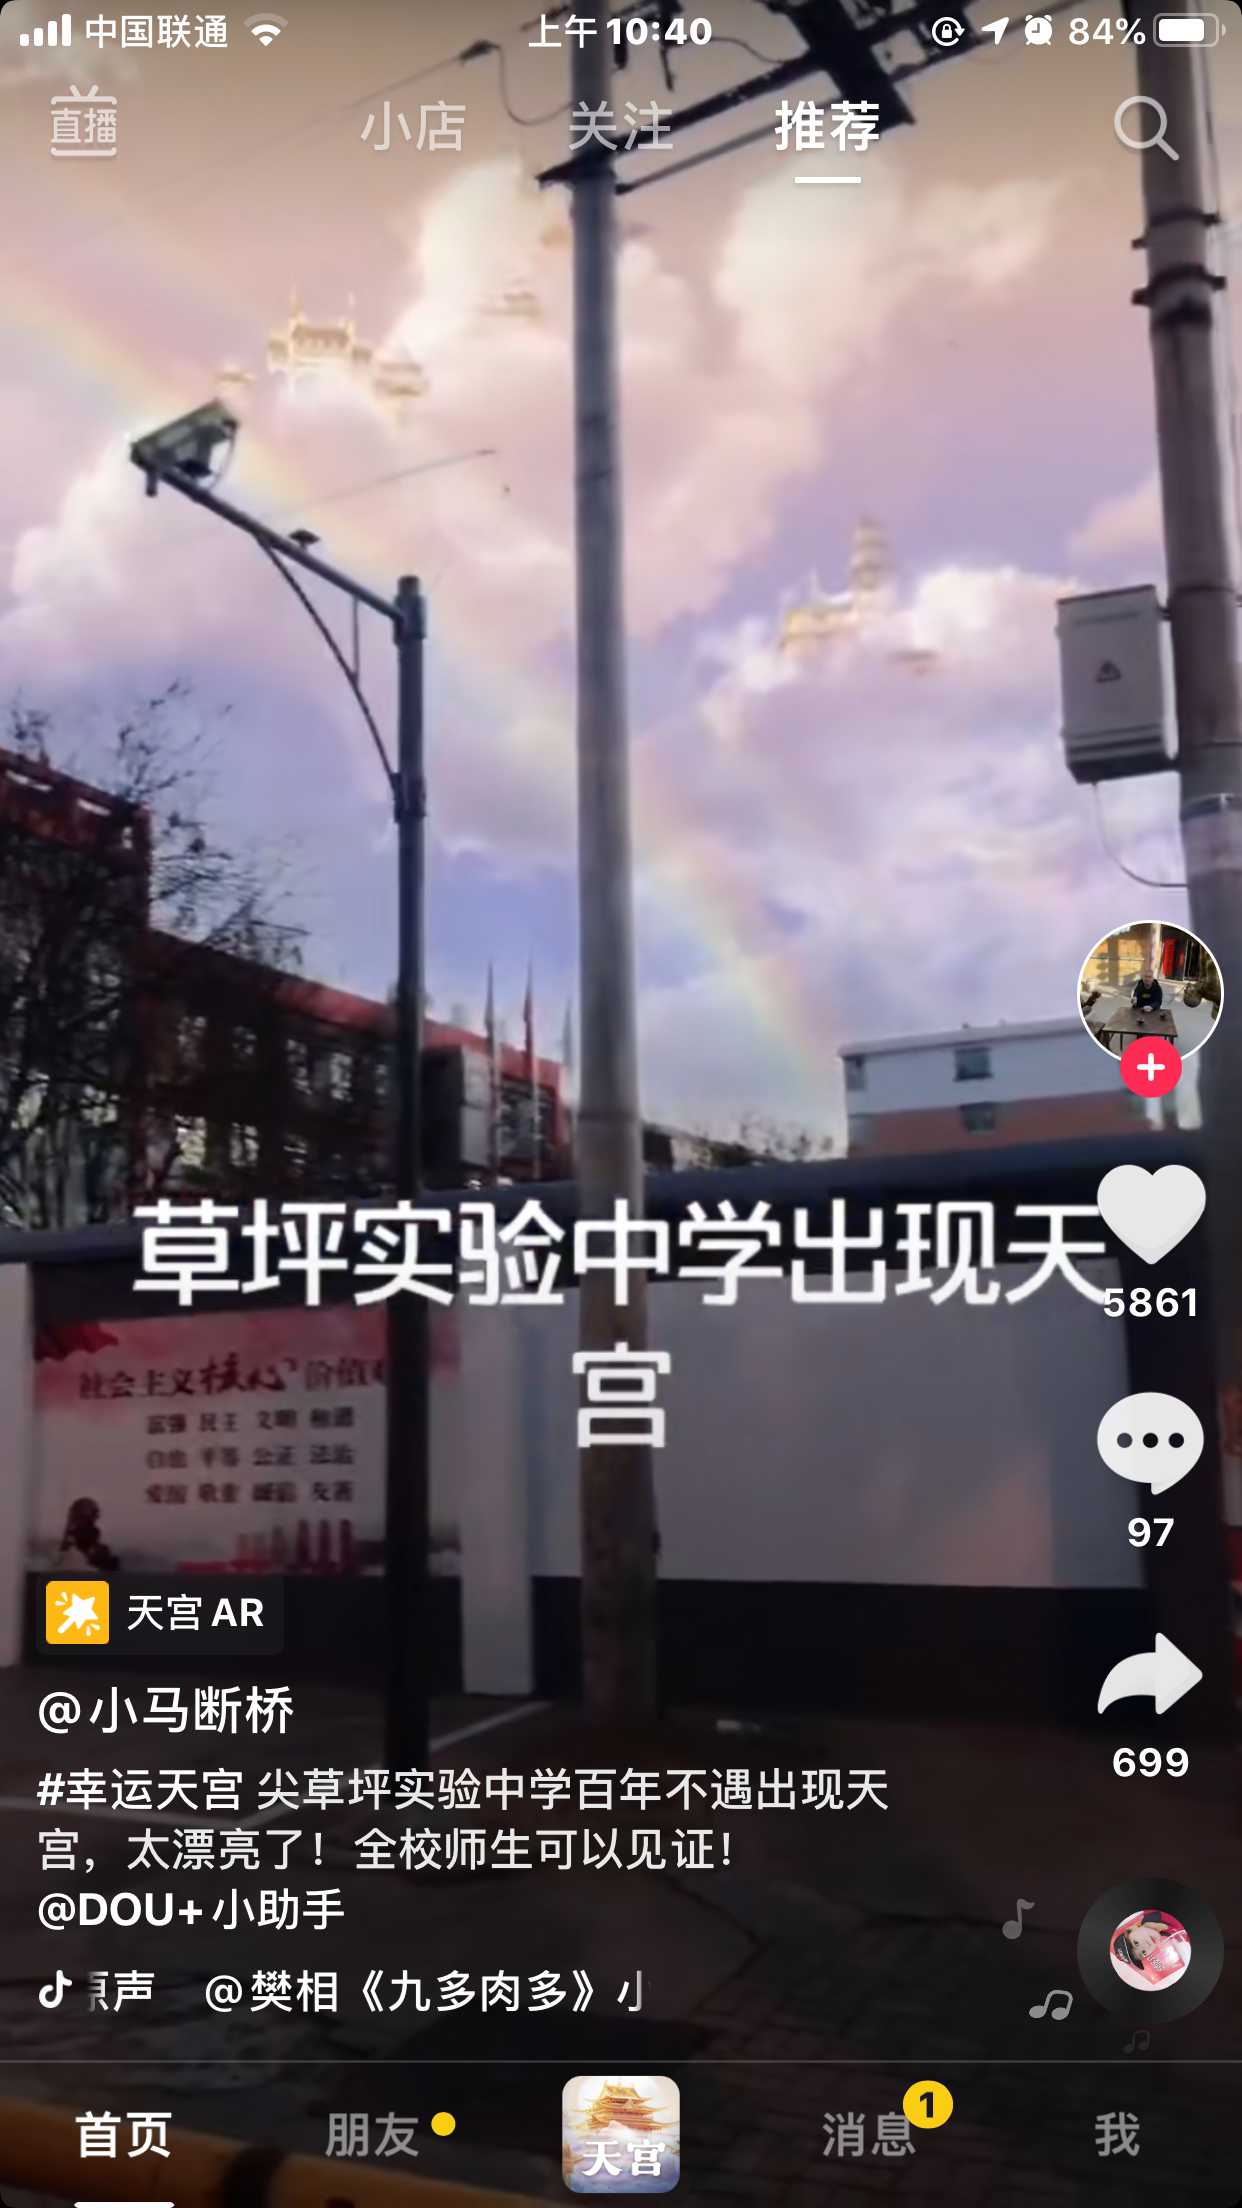 中国联通
上午10:40
84%
直播
小店
关注
推荐
草坪实验中学出现天
宫
5861
社会主义核心价值
富强 民主 文明 和谐
自由 平等 公正 法治
爱国 敬业 诚信 友善
97
天宫AR
@小马断桥
699
#幸运天宫 尖草坪实验中学百年不遇出现天
宫，太漂亮了！全校师生可以见证！
@DOU+小助手
原声 @樊相《九多肉多》小
首页
朋友
天宫
消息
1
我